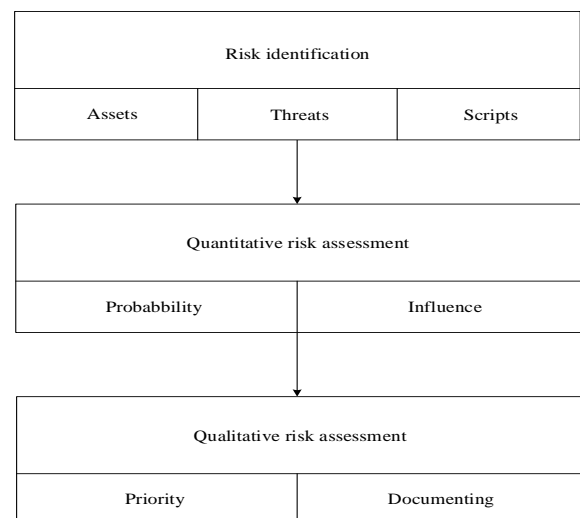 Risk identification
Assets Threats Scripts
Quantitative risk assessment
Probabbility Influence
Qualitative risk assessment
Priority Documenting